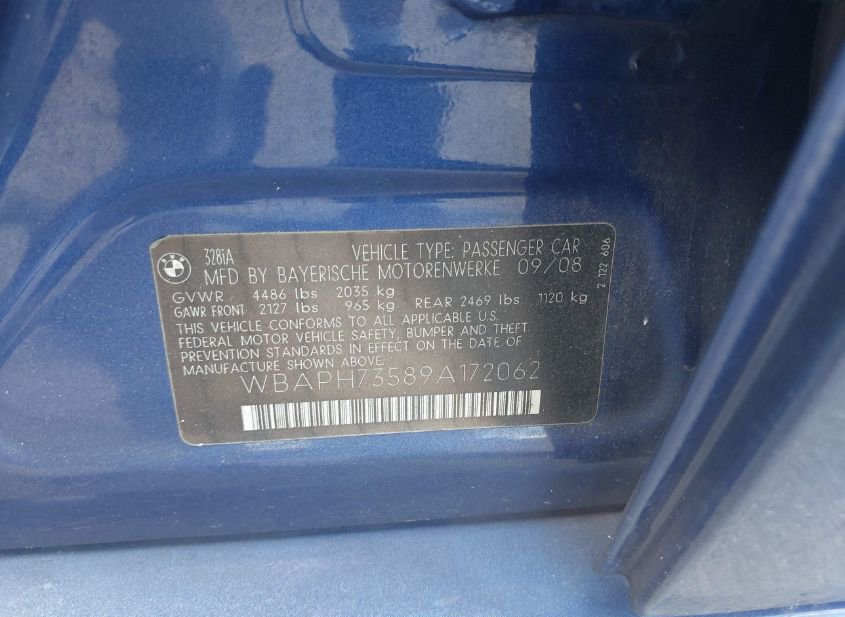 328iA
VEHICLE TYPE: PASSENGER CAR
MFD BY BAYERISCHE MOTORENWERKE 09/08
GVWR 4486 lbs 2035 kg
GAWR FRONT 2127 lbs 965 kg REAR 2469 lbs 1120 kg
THIS VEHICLE CONFORMS TO ALL APPLICABLE U.S.
FEDERAL MOTOR VEHICLE SAFETY, BUMPER AND THEFT
PREVENTION STANDARDS IN EFFECT ON THE DATE OF
MANUFACTURE SHOWN ABOVE.
WBAPH73589A172062
2 122 606
BMW